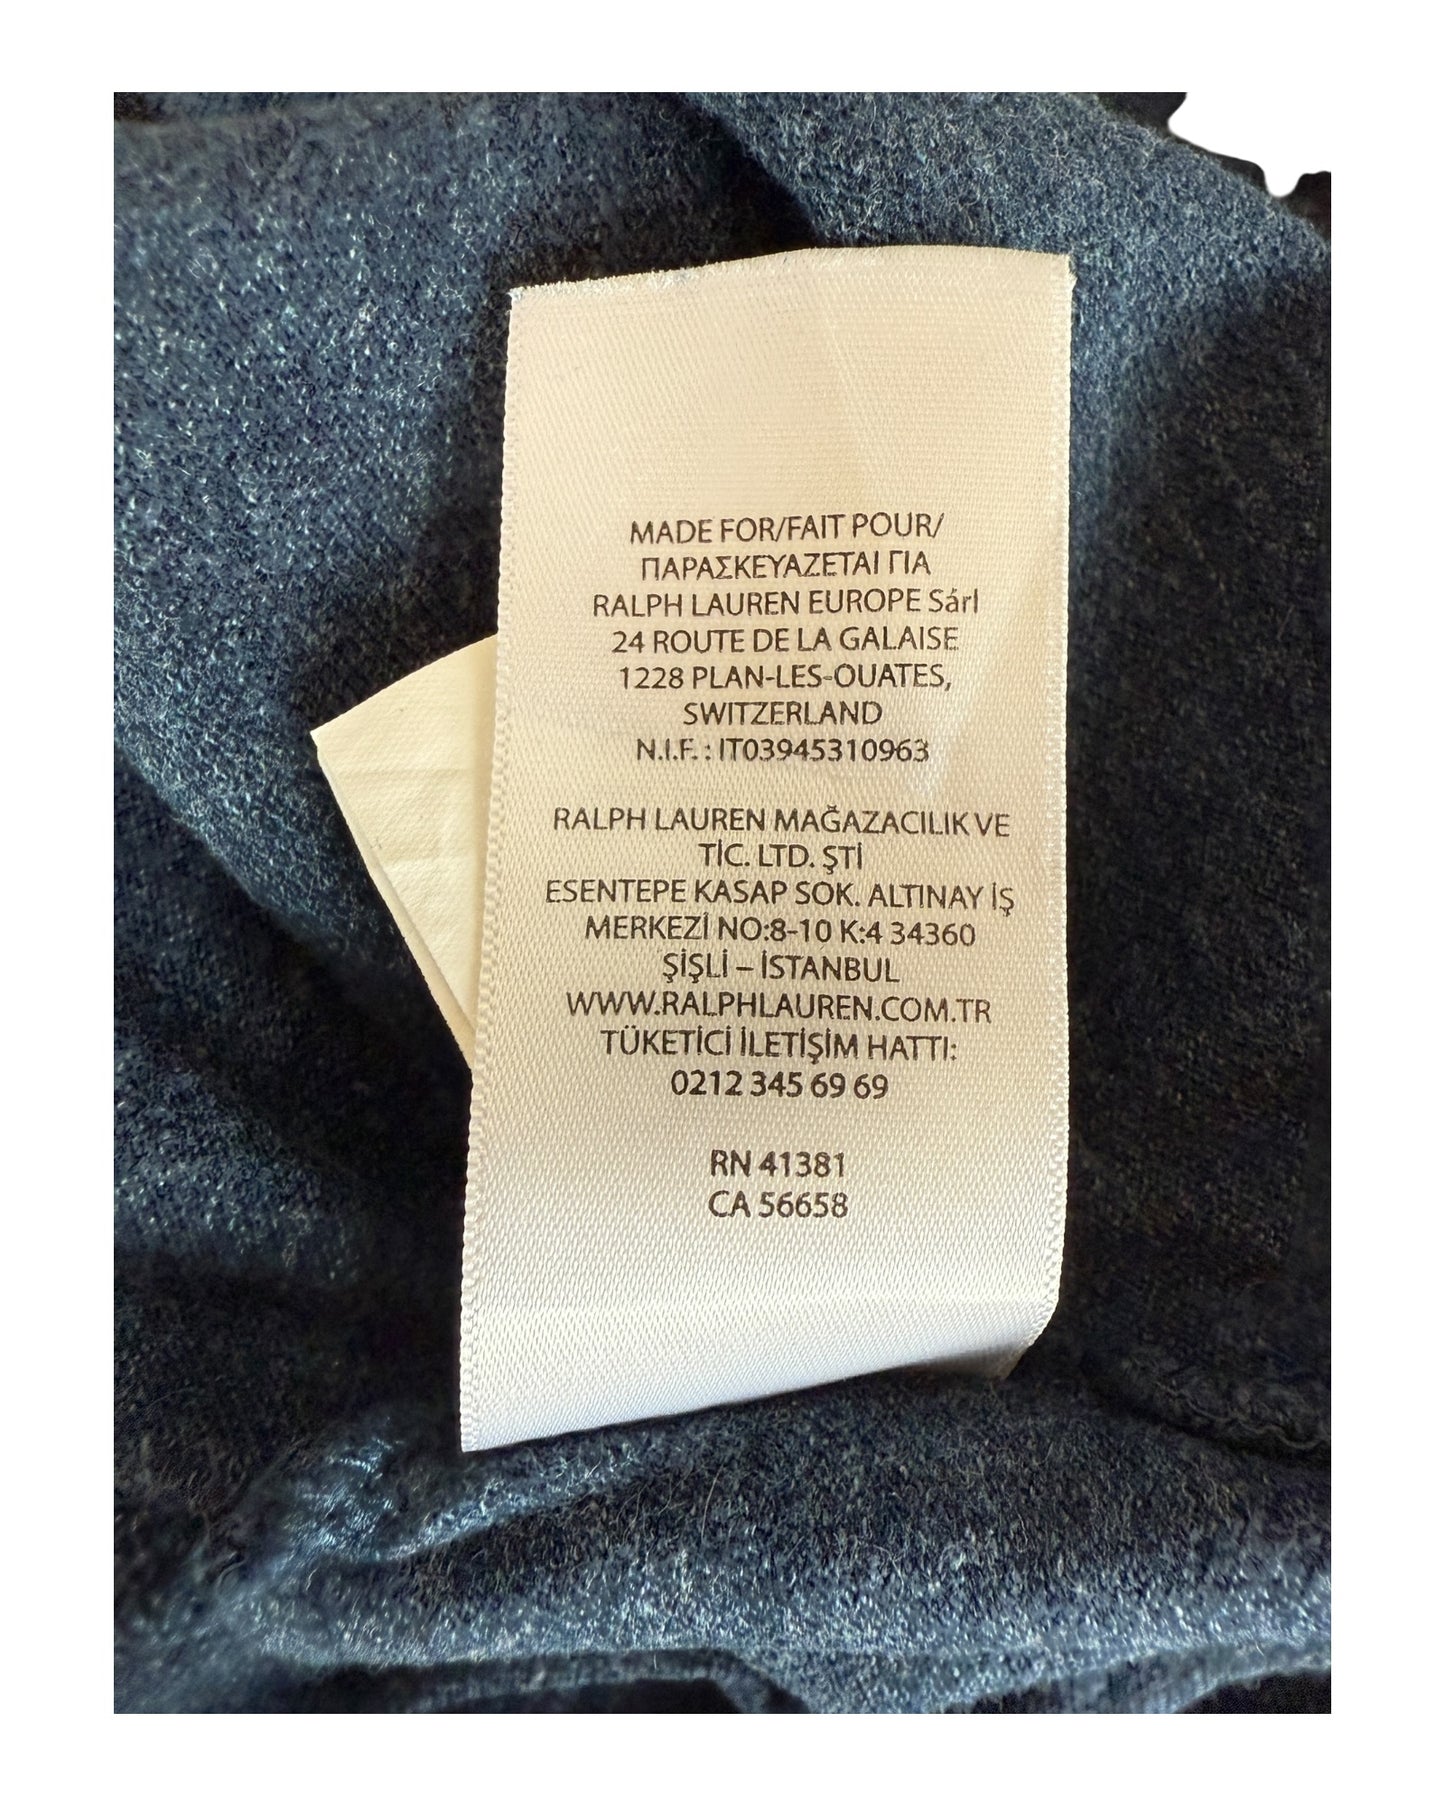 MADE FOR/FAIT POUR/
ΠΑΡΑΣΚΕΥΑΖΕΤΑΙ ΓΙΑ
RALPH LAUREN EUROPE Sárl
24 ROUTE DE LA GALAISE
1228 PLAN-LES-OUATES,
SWITZERLAND
N.I.F. : IT03945310963
RALPH LAUREN MAĞAZACILIK VE
TİC. LTD. ŞTİ
ESENTEPE KASAP SOK. ALTINAY İŞ
MERKEZİ NO:8-10 K:4 34360
ŞİŞLİ – İSTANBUL
WWW.RALPHLAUREN.COM.TR
TÜKETİCİ İLETİŞİM HATTI:
0212 345 69 69
RN 41381
CA 56658